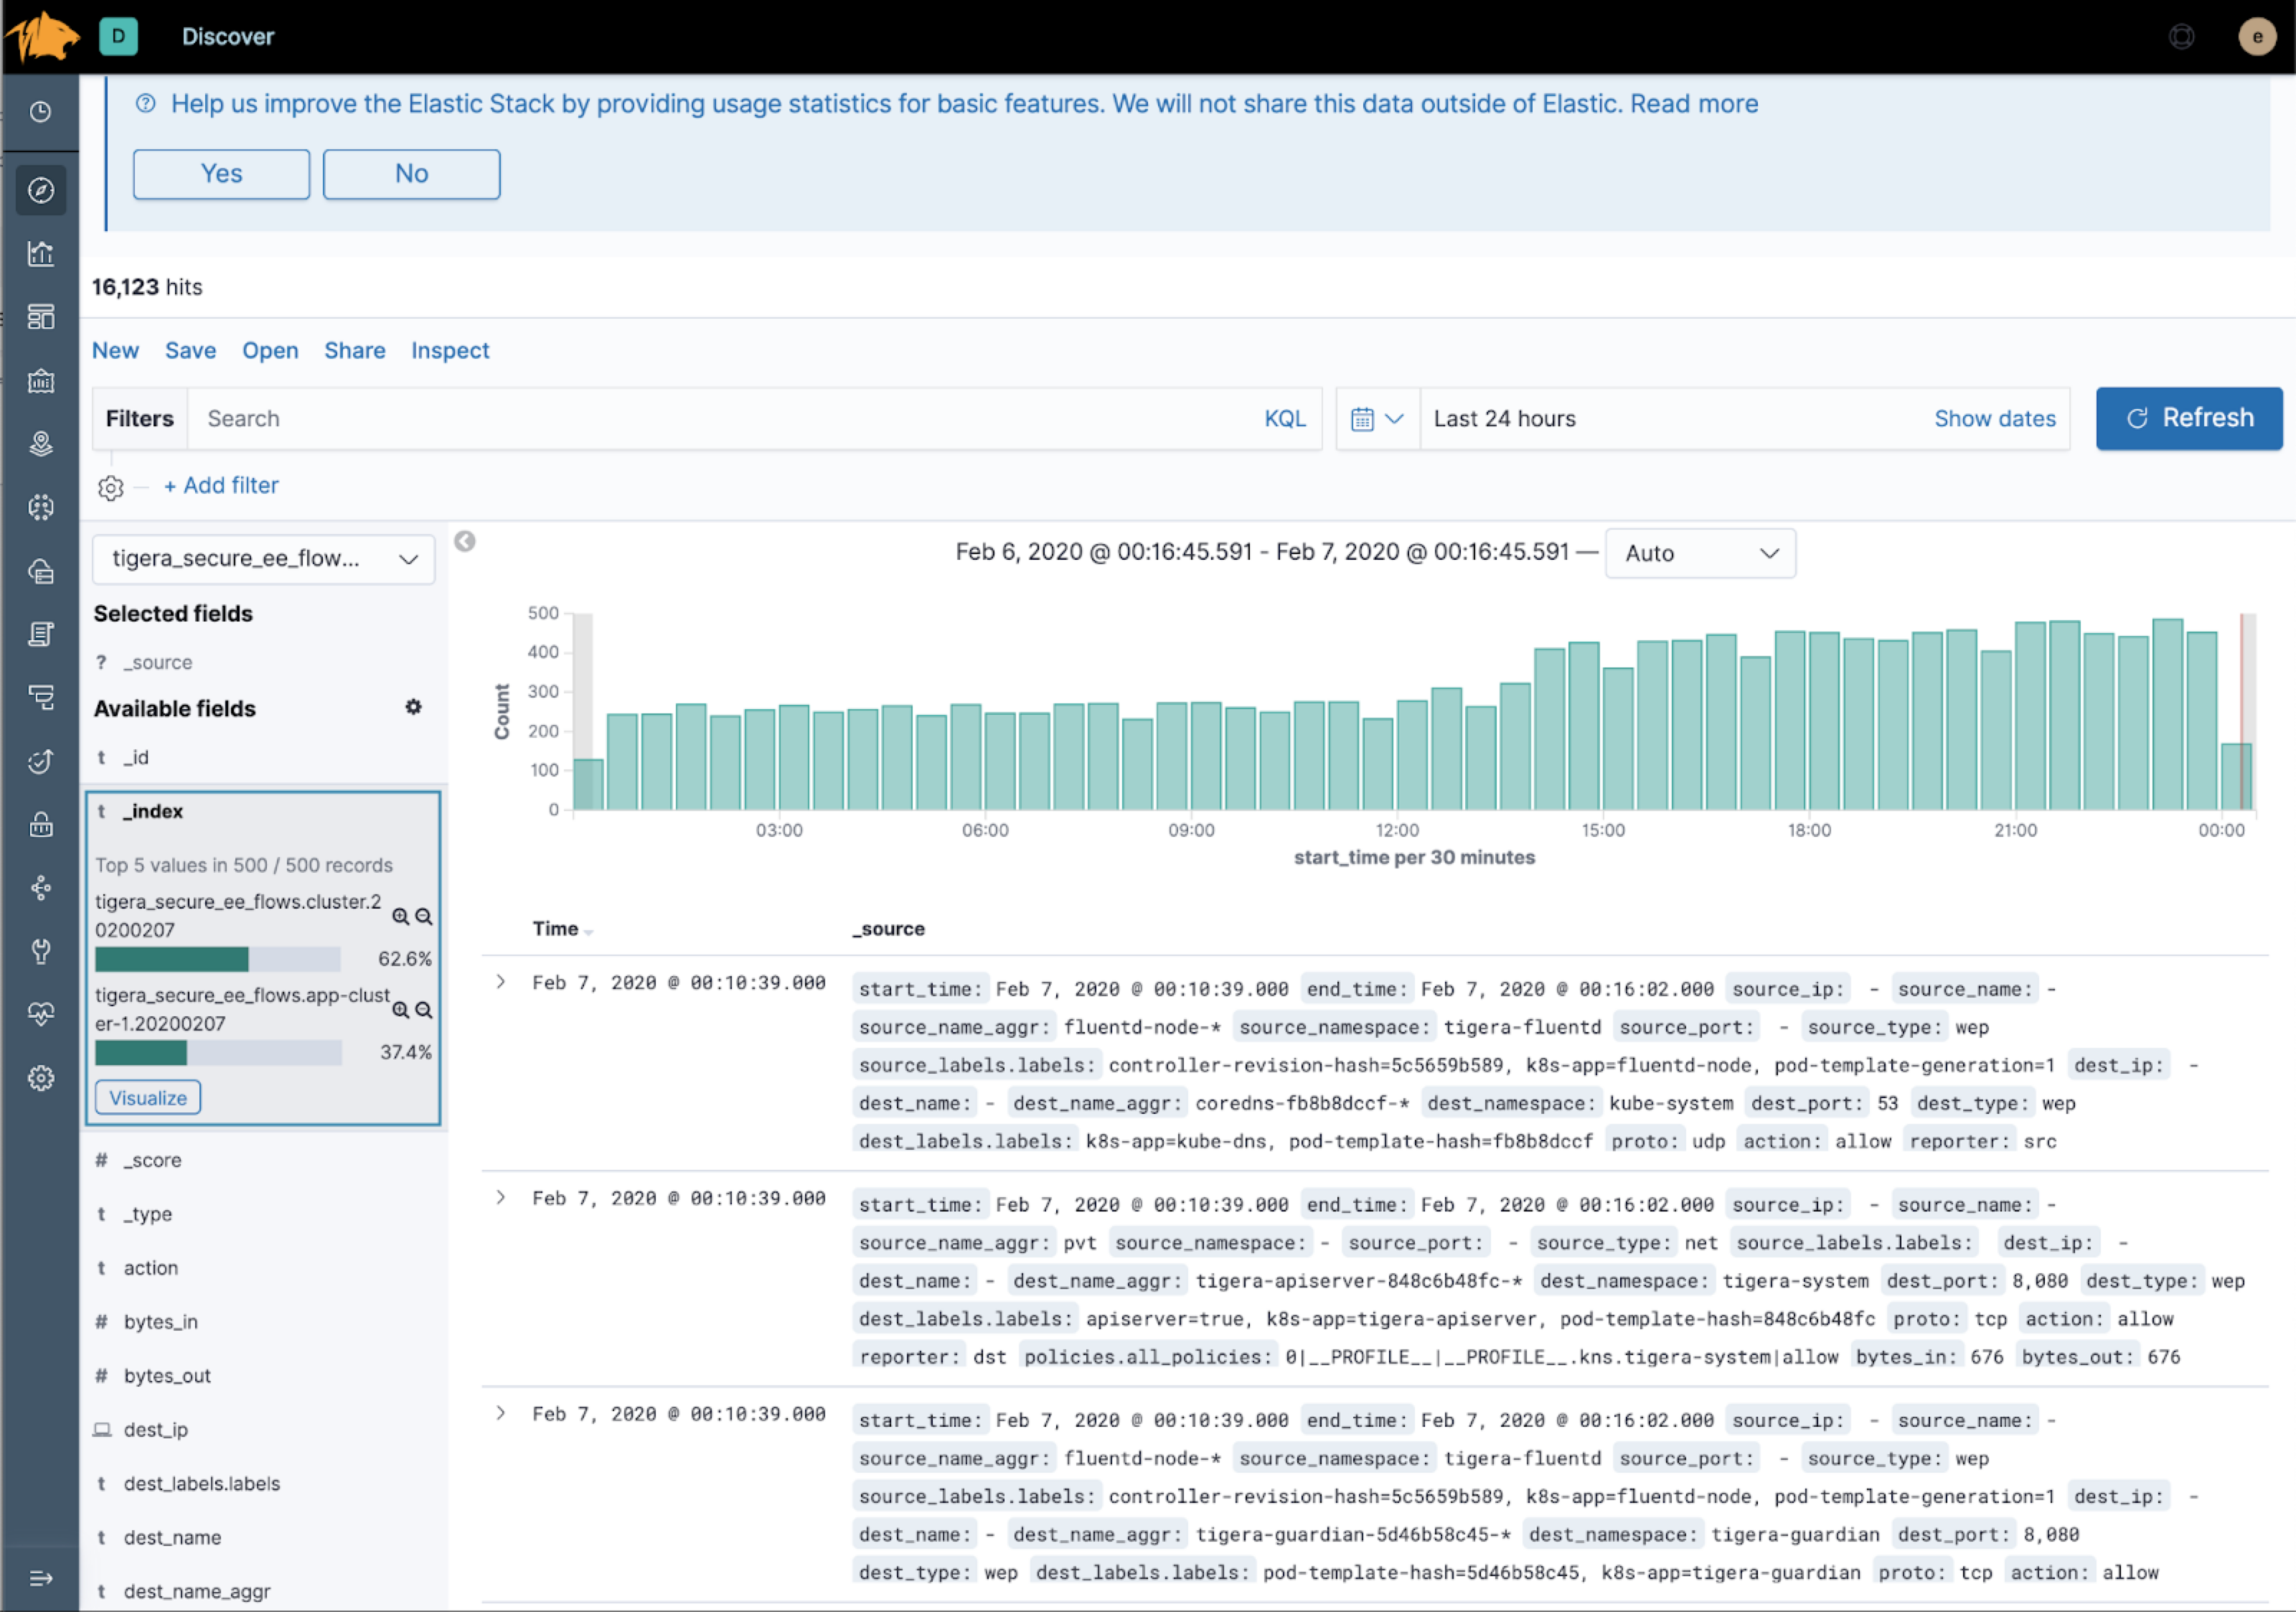 D Discover e
Help us improve the Elastic Stack by providing usage statistics for basic features. We will not share this data outside of Elastic. Read more
Yes No
16,123 hits
New Save Open Share Inspect
Filters Search KQL Last 24 hours Show dates Refresh
+ Add filter
tigera_secure_ee_flow...
Selected fields
? _source
Available fields
t _id
t _index
Top 5 values in 500 / 500 records
tigera_secure_ee_flows.cluster.2
0200207
62.6%
tigera_secure_ee_flows.app-clust
er-1.20200207
37.4%
Visualize
# _score
t _type
t action
# bytes_in
# bytes_out
dest_ip
t dest_labels.labels
t dest_name
t dest_name_aggr
Feb 6, 2020 @ 00:16:45.591 - Feb 7, 2020 @ 00:16:45.591 — Auto
Count
500
400
300
200
100
0
03:00 06:00 09:00 12:00 15:00 18:00 21:00 00:00
start_time per 30 minutes
Time _source
Feb 7, 2020 @ 00:10:39.000
start_time: Feb 7, 2020 @ 00:10:39.000 end_time: Feb 7, 2020 @ 00:16:02.000 source_ip: - source_name: -
source_name_aggr: fluentd-node-* source_namespace: tigera-fluentd source_port: - source_type: wep
source_labels.labels: controller-revision-hash=5c5659b589, k8s-app=fluentd-node, pod-template-generation=1 dest_ip: -
dest_name: - dest_name_aggr: coredns-fb8b8dccf-* dest_namespace: kube-system dest_port: 53 dest_type: wep
dest_labels.labels: k8s-app=kube-dns, pod-template-hash=fb8b8dccf proto: udp action: allow reporter: src
Feb 7, 2020 @ 00:10:39.000
start_time: Feb 7, 2020 @ 00:10:39.000 end_time: Feb 7, 2020 @ 00:16:02.000 source_ip: - source_name: -
source_name_aggr: pvt source_namespace: - source_port: - source_type: net source_labels.labels: dest_ip: -
dest_name: - dest_name_aggr: tigera-apiserver-848c6b48fc-* dest_namespace: tigera-system dest_port: 8,080 dest_type: wep
dest_labels.labels: apiserver=true, k8s-app=tigera-apiserver, pod-template-hash=848c6b48fc proto: tcp action: allow
reporter: dst policies.all_policies: 0|__PROFILE__|__PROFILE__.kns.tigera-system|allow bytes_in: 676 bytes_out: 676
Feb 7, 2020 @ 00:10:39.000
start_time: Feb 7, 2020 @ 00:10:39.000 end_time: Feb 7, 2020 @ 00:16:02.000 source_ip: - source_name: -
source_name_aggr: fluentd-node-* source_namespace: tigera-fluentd source_port: - source_type: wep
source_labels.labels: controller-revision-hash=5c5659b589, k8s-app=fluentd-node, pod-template-generation=1 dest_ip: -
dest_name: - dest_name_aggr: tigera-guardian-5d46b58c45-* dest_namespace: tigera-guardian dest_port: 8,080
dest_type: wep dest_labels.labels: pod-template-hash=5d46b58c45, k8s-app=tigera-guardian proto: tcp action: allow